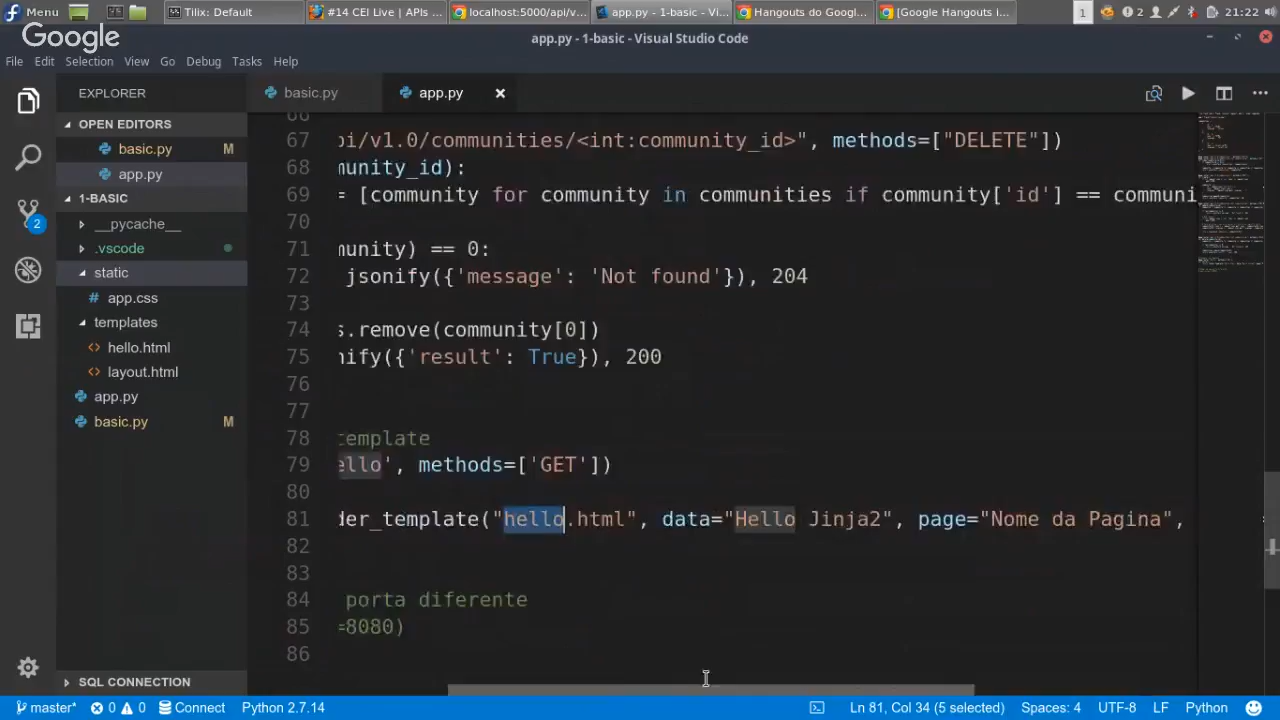 Menu
Tilix: Default
#14 CEI Live | APIs ...
localhost:5000/api/v...
app.py - 1-basic - Vi...
Hangouts do Googl...
[Google Hangouts i...
1
2
21:22
Google
app.py - 1-basic - Visual Studio Code
File Edit Selection View Go Debug Tasks Help
EXPLORER
basic.py
app.py
OPEN EDITORS
basic.py M
app.py
1-BASIC
__pycache__
.vscode
static
app.css
templates
hello.html
layout.html
app.py
basic.py M
SQL CONNECTION
2
66
67 pi/v1.0/communities/<int:community_id>", methods=["DELETE"])
68 munity_id):
69 = [community for community in communities if community['id'] == communi
70
71 munity) == 0:
72 jsonify({'message': 'Not found'}), 204
73
74 s.remove(community[0])
75 nify({'result': True}), 200
76
77
78 template
79 ello', methods=['GET'])
80
81 der_template("hello.html", data="Hello Jinja2", page="Nome da Pagina",
82
83
84 porta diferente
85 =8080)
86
master* 0 0 Connect Python 2.7.14 Ln 81, Col 34 (5 selected) Spaces: 4 UTF-8 LF Python